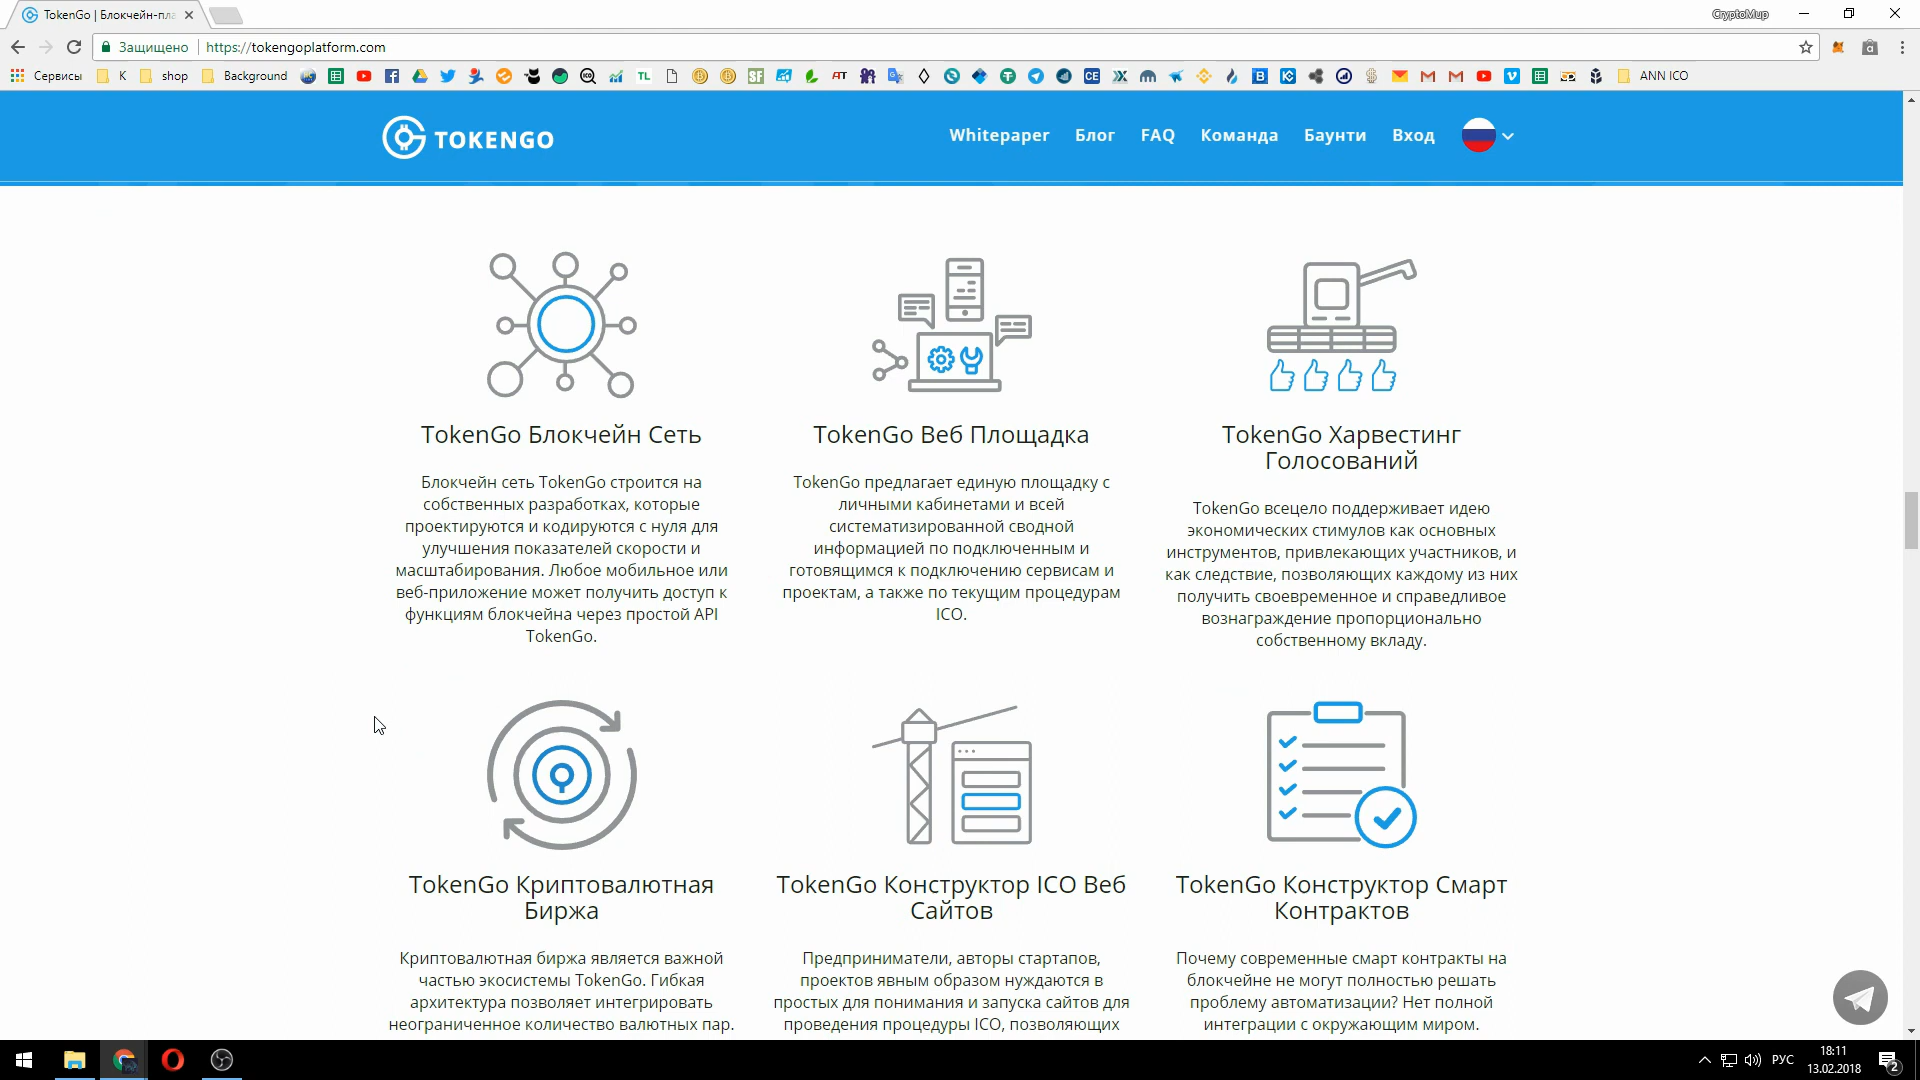 TokenGo | Блокчейн-пла
CryptoMup
Защищено
https://tokengoplatform.com
Сервисы
K
shop
Background
ANN ICO
TOKENGO
Whitepaper
Блог
FAQ
Команда
Баунти
Вход
TokenGo Блокчейн Сеть
Блокчейн сеть TokenGo строится на
собственных разработках, которые
проектируются и кодируются с нуля для
улучшения показателей скорости и
масштабирования. Любое мобильное или
веб-приложение может получить доступ к
функциям блокчейна через простой API
TokenGo.
TokenGo Веб Площадка
TokenGo предлагает единую площадку с
личными кабинетами и всей
систематизированной сводной
информацией по подключенным и
готовящимся к подключению сервисам и
проектам, а также по текущим процедурам
ICO.
TokenGo Харвестинг
Голосований
TokenGo всецело поддерживает идею
экономических стимулов как основных
инструментов, привлекающих участников, и
как следствие, позволяющих каждому из них
получить своевременное и справедливое
вознаграждение пропорционально
собственному вкладу.
TokenGo Криптовалютная
Биржа
Криптовалютная биржа является важной
частью экосистемы TokenGo. Гибкая
архитектура позволяет интегрировать
неограниченное количество валютных пар.
TokenGo Конструктор ICO Веб
Сайтов
Предприниматели, авторы стартапов,
проектов явным образом нуждаются в
простых для понимания и запуска сайтов для
проведения процедуры ICO, позволяющих
TokenGo Конструктор Смарт
Контрактов
Почему современные смарт контракты на
блокчейне не могут полностью решать
проблему автоматизации? Нет полной
интеграции с окружающим миром.
РУС
18:11
13.02.2018
2